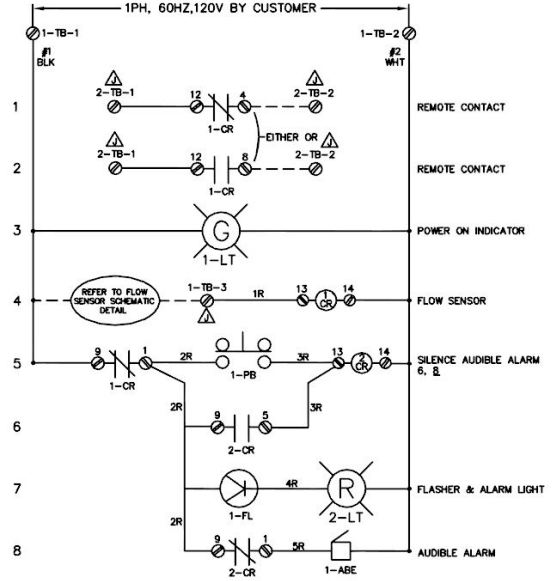 1PH, 60HZ,120V BY CUSTOMER
1-TB-1
1-TB-2
#1
BLK
#2
WHT
J
J
2-TB-1
12
4
2-TB-2
1
1-CR
REMOTE CONTACT
J
EITHER OR
J
2-TB-1
12
8
2-TB-2
2
1-CR
REMOTE CONTACT
3
G
POWER ON INDICATOR
1-LT
REFER TO FLOW
SENSOR SCHEMATIC
DETAIL
1-TB-3
1R
13
1
CR
14
4
FLOW SENSOR
J
9
1
2R
3R
13
2
CR
14
5
1-CR
1-PB
SILENCE AUDIBLE ALARM
6, 8
2R
3R
9
5
6
2-CR
7
4R
R
FLASHER & ALARM LIGHT
1-FL
2-LT
2R
9
1
5R
8
2-CR
1-ABE
AUDIBLE ALARM